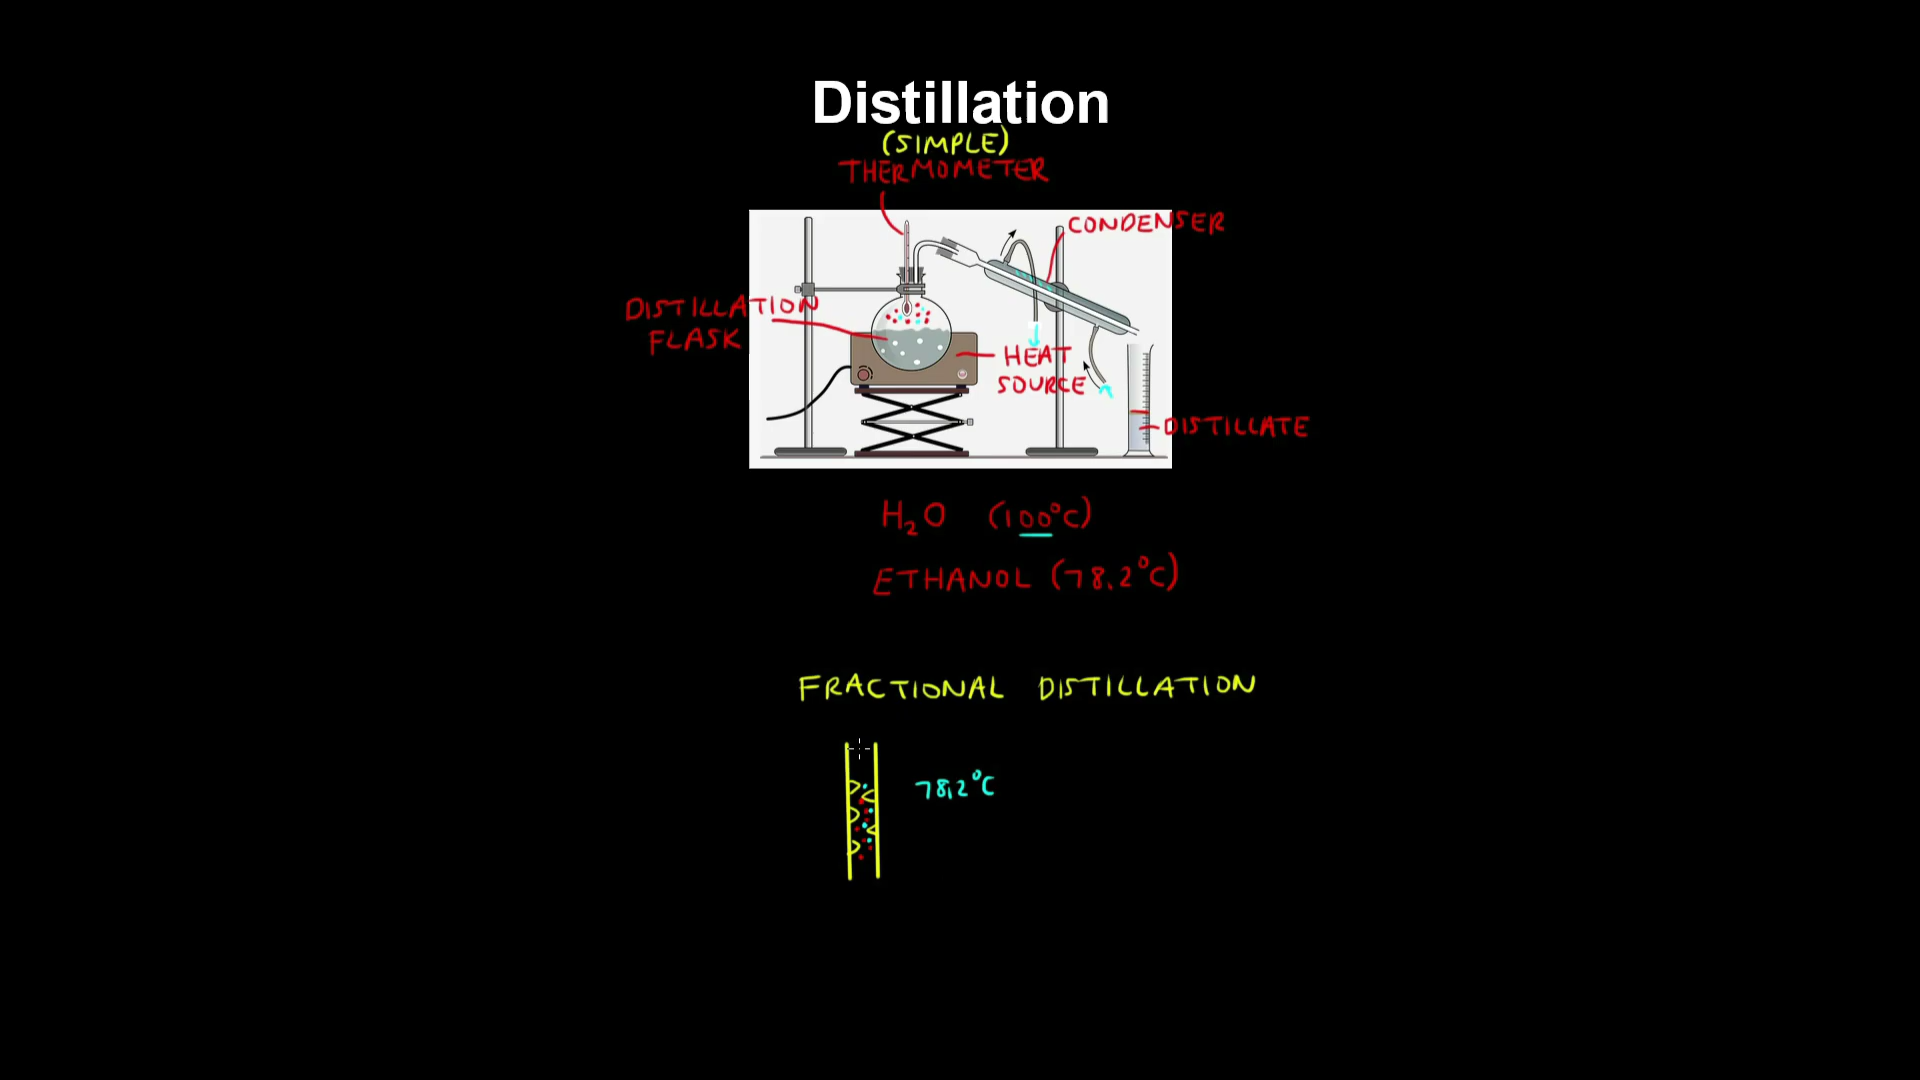 Distillation
(SIMPLE)
THERMOMETER
CONDENSER
DISTILLATION
FLASK
HEAT
SOURCE
DISTILLATE
H₂O (100°C)
ETHANOL (78.2°C)
FRACTIONAL DISTILLATION
78.2°C